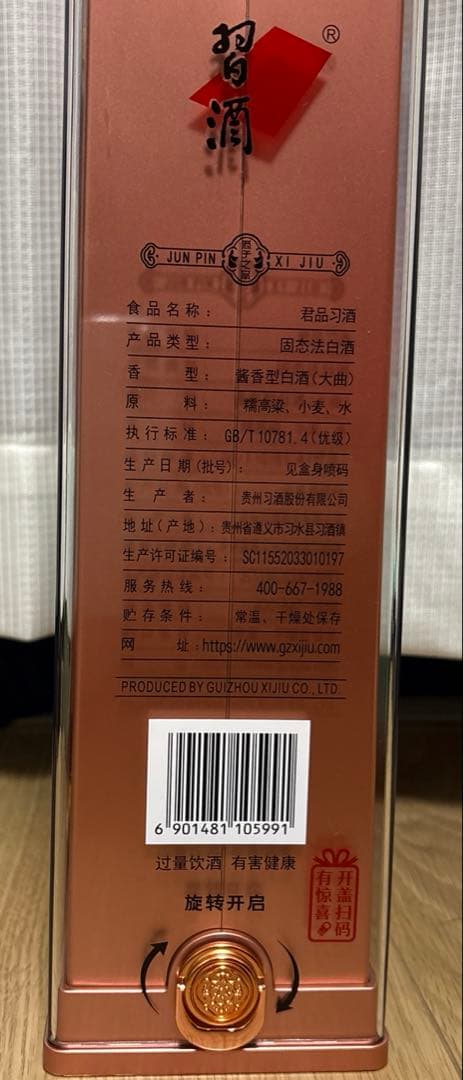 習酒®
JUN PIN 君子之品 XI JIU
食品名称： 君品习酒
产品类型： 固态法白酒
香型： 酱香型白酒(大曲)
原料： 糯高粱、小麦、水
执行标准： GB/T 10781.4(优级)
生产日期(批号)： 见盒身喷码
生产者： 贵州习酒股份有限公司
地址(产地)：贵州省遵义市习水县习酒镇
生产许可证编号： SC11552033010197
服务热线： 400-667-1988
贮存条件： 常温、干燥处保存
网址：https://www.gzxijiu.com
PRODUCED BY GUIZHOU XIJIU CO., LTD.
6 901481 105991
过量饮酒 有害健康
旋转开启
开盖扫码
有惊喜